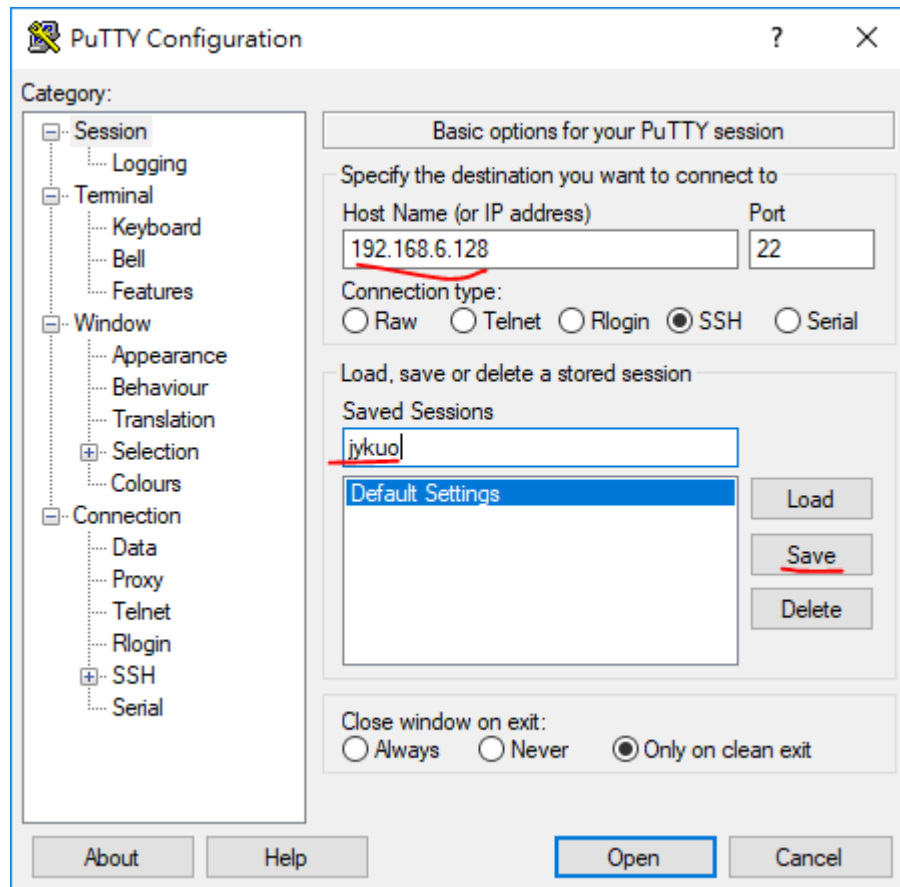 PuTTY Configuration
?
Category:
Session
Logging
Terminal
Keyboard
Bell
Features
Window
Appearance
Behaviour
Translation
Selection
Colours
Connection
Data
Proxy
Telnet
Rlogin
SSH
Serial
Basic options for your PuTTY session
Specify the destination you want to connect to
Host Name (or IP address) Port
192.168.6.128 22
Connection type:
Raw Telnet Rlogin SSH Serial
Load, save or delete a stored session
Saved Sessions
jykuo
Default Settings
Load
Save
Delete
Close window on exit:
Always Never Only on clean exit
About Help Open Cancel